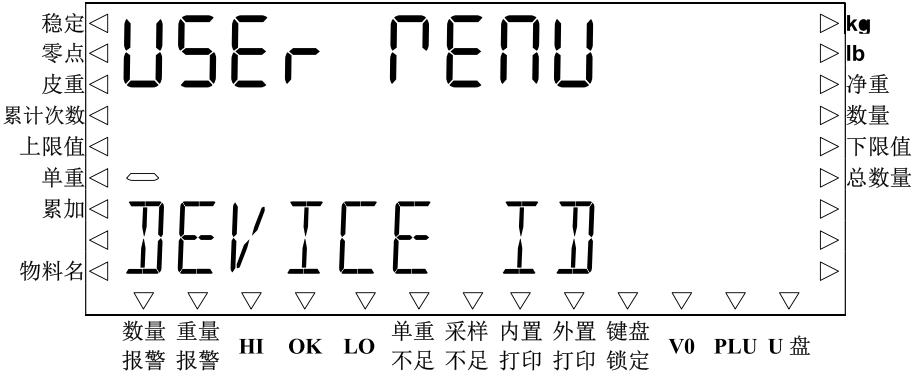 稳定 kg
USEr MENU
零点 lb
皮重 净重
累计次数 数量
上限值 下限值
单重 总数量
累加
DEVICE ID
物料名
数量 重量 单重 采样 内置 外置 键盘
HI OK LO V0 PLU U 盘
报警 报警 不足 不足 打印 打印 锁定